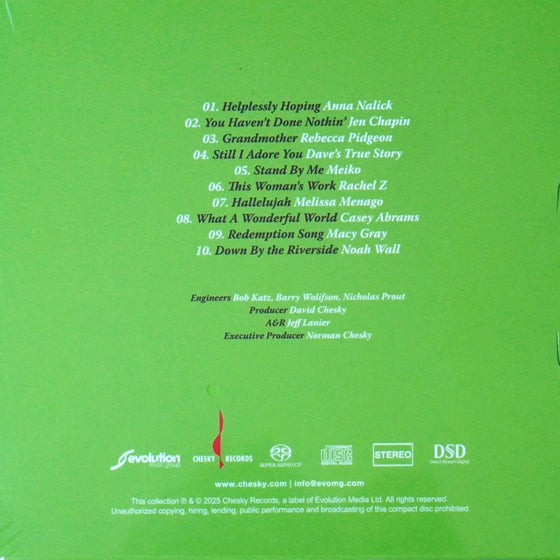 01. Helplessly Hoping Anna Nalick
02. You Haven't Done Nothin' Jen Chapin
03. Grandmother Rebecca Pidgeon
04. Still I Adore You Dave's True Story
05. Stand By Me Meiko
06. This Woman's Work Rachel Z
07. Hallelujah Melissa Menago
08. What A Wonderful World Casey Abrams
09. Redemption Song Macy Gray
10. Down By the Riverside Noah Wall
Engineers Bob Katz, Barry Wolifson, Nicholas Prout
Producer David Chesky
A&R Jeff Lanier
Executive Producer Norman Chesky
evolution
music group
CHESKY RECORDS
SUPER AUDIO CD
COMPACT
disc
DIGITAL AUDIO
STEREO
DSD
Direct Stream Digital
www.chesky.com | info@evomg.com
This collection ℗ & © 2025 Chesky Records, a label of Evolution Media Ltd. All rights reserved.
Unauthorized copying, hiring, lending, public performance and broadcasting of this compact disc prohibited.